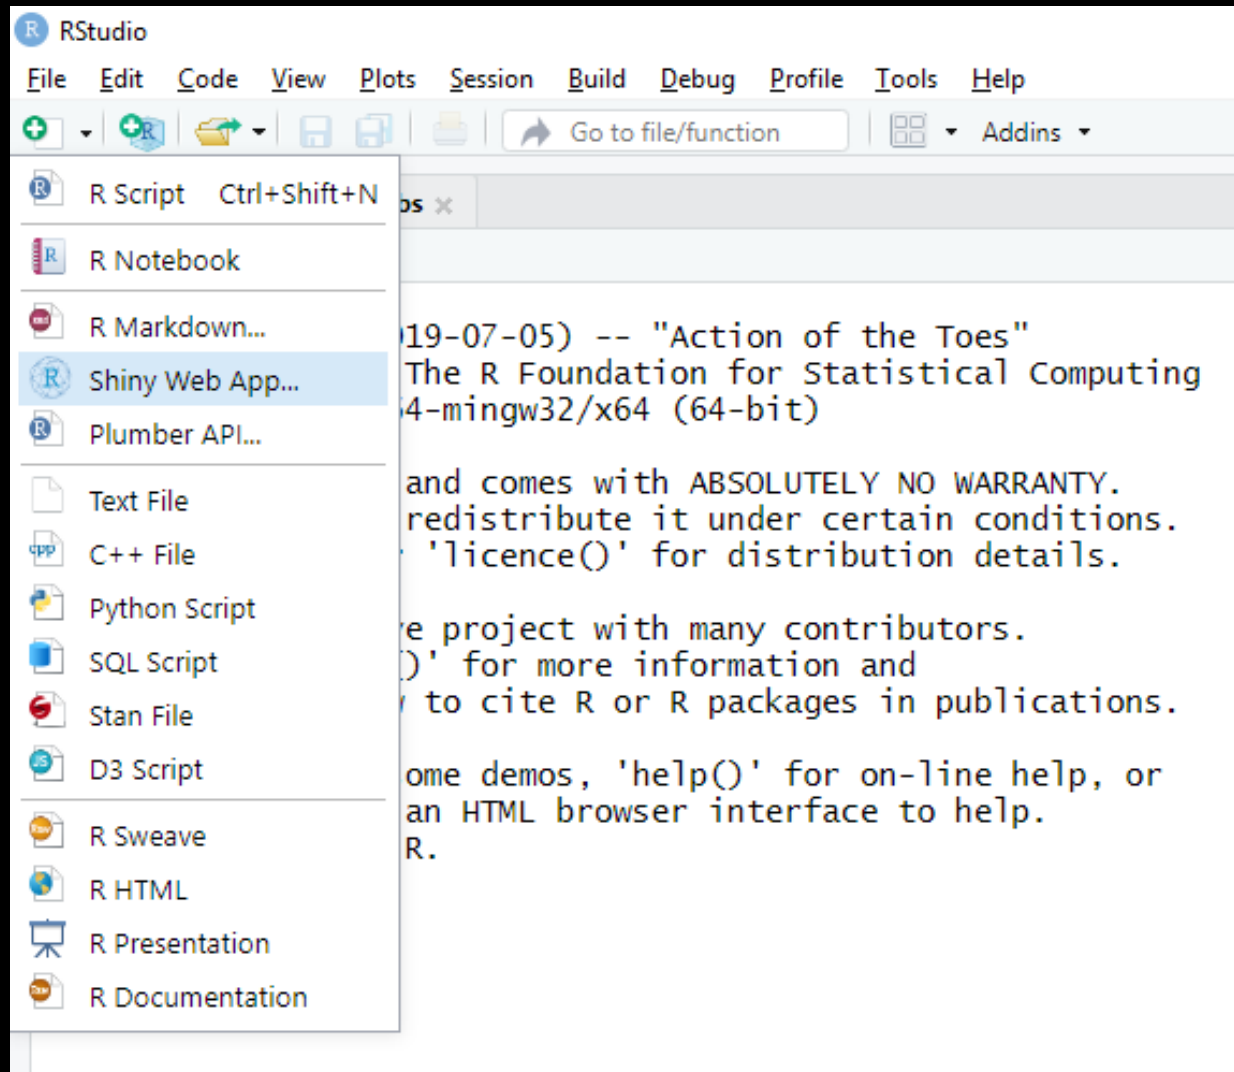 RStudio
File Edit Code View Plots Session Build Debug Profile Tools Help
Go to file/function Addins
R Script Ctrl+Shift+N
R Notebook
R Markdown...
Shiny Web App...
Plumber API...
Text File
C++ File
Python Script
SQL Script
Stan File
D3 Script
R Sweave
R HTML
R Presentation
R Documentation
19-07-05) -- "Action of the Toes"
The R Foundation for Statistical Computing
4-mingw32/x64 (64-bit)
and comes with ABSOLUTELY NO WARRANTY.
redistribute it under certain conditions.
'licence()' for distribution details.
project with many contributors.
)' for more information and
to cite R or R packages in publications.
demos, 'help()' for on-line help, or
an HTML browser interface to help.
R.